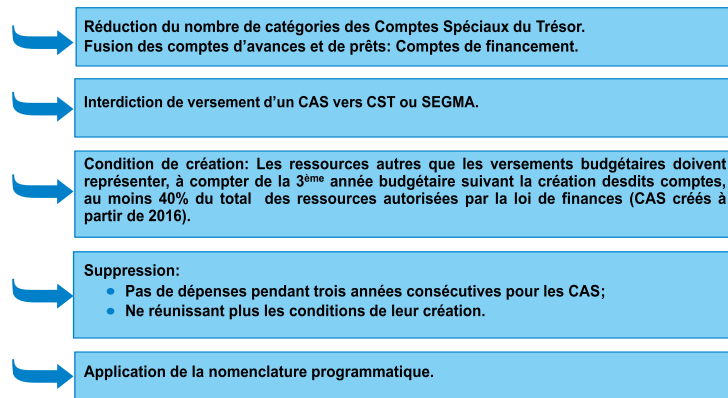 Réduction du nombre de catégories des Comptes Spéciaux du Trésor.
Fusion des comptes d'avances et de prêts: Comptes de financement.
Interdiction de versement d'un CAS vers CST ou SEGMA.
Condition de création: Les ressources autres que les versements budgétaires doivent
représenter, à compter de la 3ème année budgétaire suivant la création desdits comptes,
au moins 40% du total des ressources autorisées par la loi de finances (CAS créés à
partir de 2016).
Suppression:
● Pas de dépenses pendant trois années consécutives pour les CAS;
● Ne réunissant plus les conditions de leur création.
Application de la nomenclature programmatique.